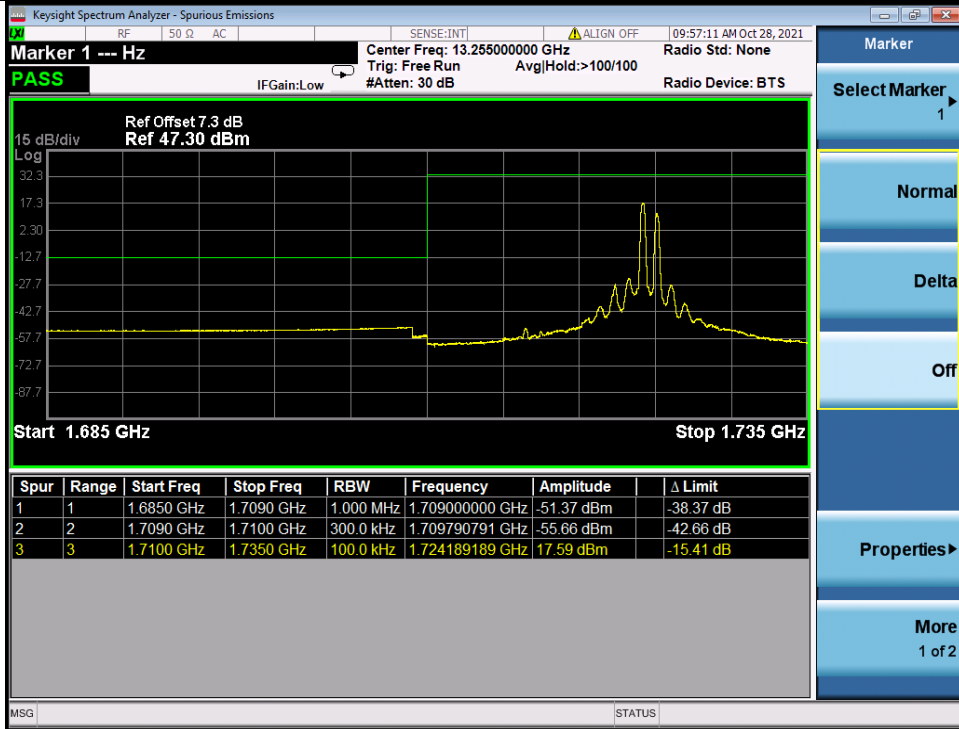 Keysight Spectrum Analyzer - Spurious Emissions
LXI RF 50 Ω AC SENSE:INT ALIGN OFF 09:57:11 AM Oct 28, 2021
Marker 1 --- Hz
Center Freq: 13.255000000 GHz Radio Std: None
Trig: Free Run Avg|Hold:>100/100
PASS IFGain:Low #Atten: 30 dB Radio Device: BTS
Ref Offset 7.3 dB
15 dB/div Ref 47.30 dBm
Log
32.3
17.3
2.30
-12.7
-27.7
-42.7
-57.7
-72.7
-87.7
Start 1.685 GHz Stop 1.735 GHz
Spur Range Start Freq Stop Freq RBW Frequency Amplitude Δ Limit
1 1 1.6850 GHz 1.7090 GHz 1.000 MHz 1.709000000 GHz -51.37 dBm -38.37 dB
2 2 1.7090 GHz 1.7100 GHz 300.0 kHz 1.709790791 GHz -55.66 dBm -42.66 dB
3 3 1.7100 GHz 1.7350 GHz 100.0 kHz 1.724189189 GHz 17.59 dBm -15.41 dB
MSG STATUS
Marker
Select Marker
1
Normal
Delta
Off
Properties
More
1 of 2